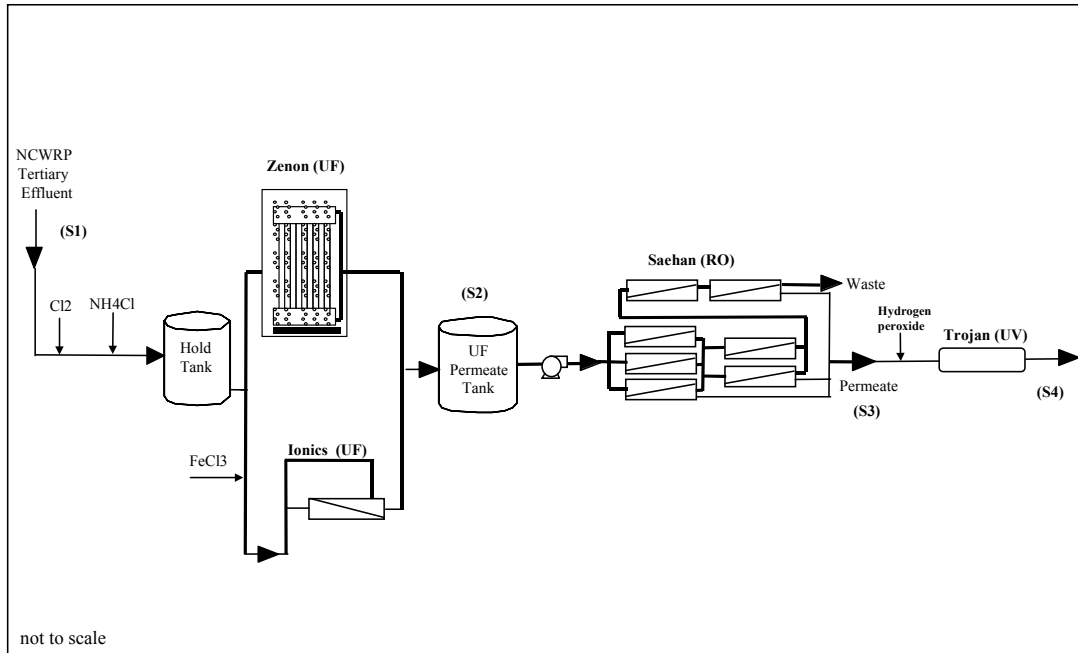 NCWRP
Tertiary
Effluent
(S1)
Cl2
NH4Cl
Hold
Tank
FeCl3
Zenon (UF)
Ionics (UF)
(S2)
UF
Permeate
Tank
Saehan (RO)
Waste
Permeate
(S3)
Hydrogen
peroxide
Trojan (UV)
(S4)
not to scale